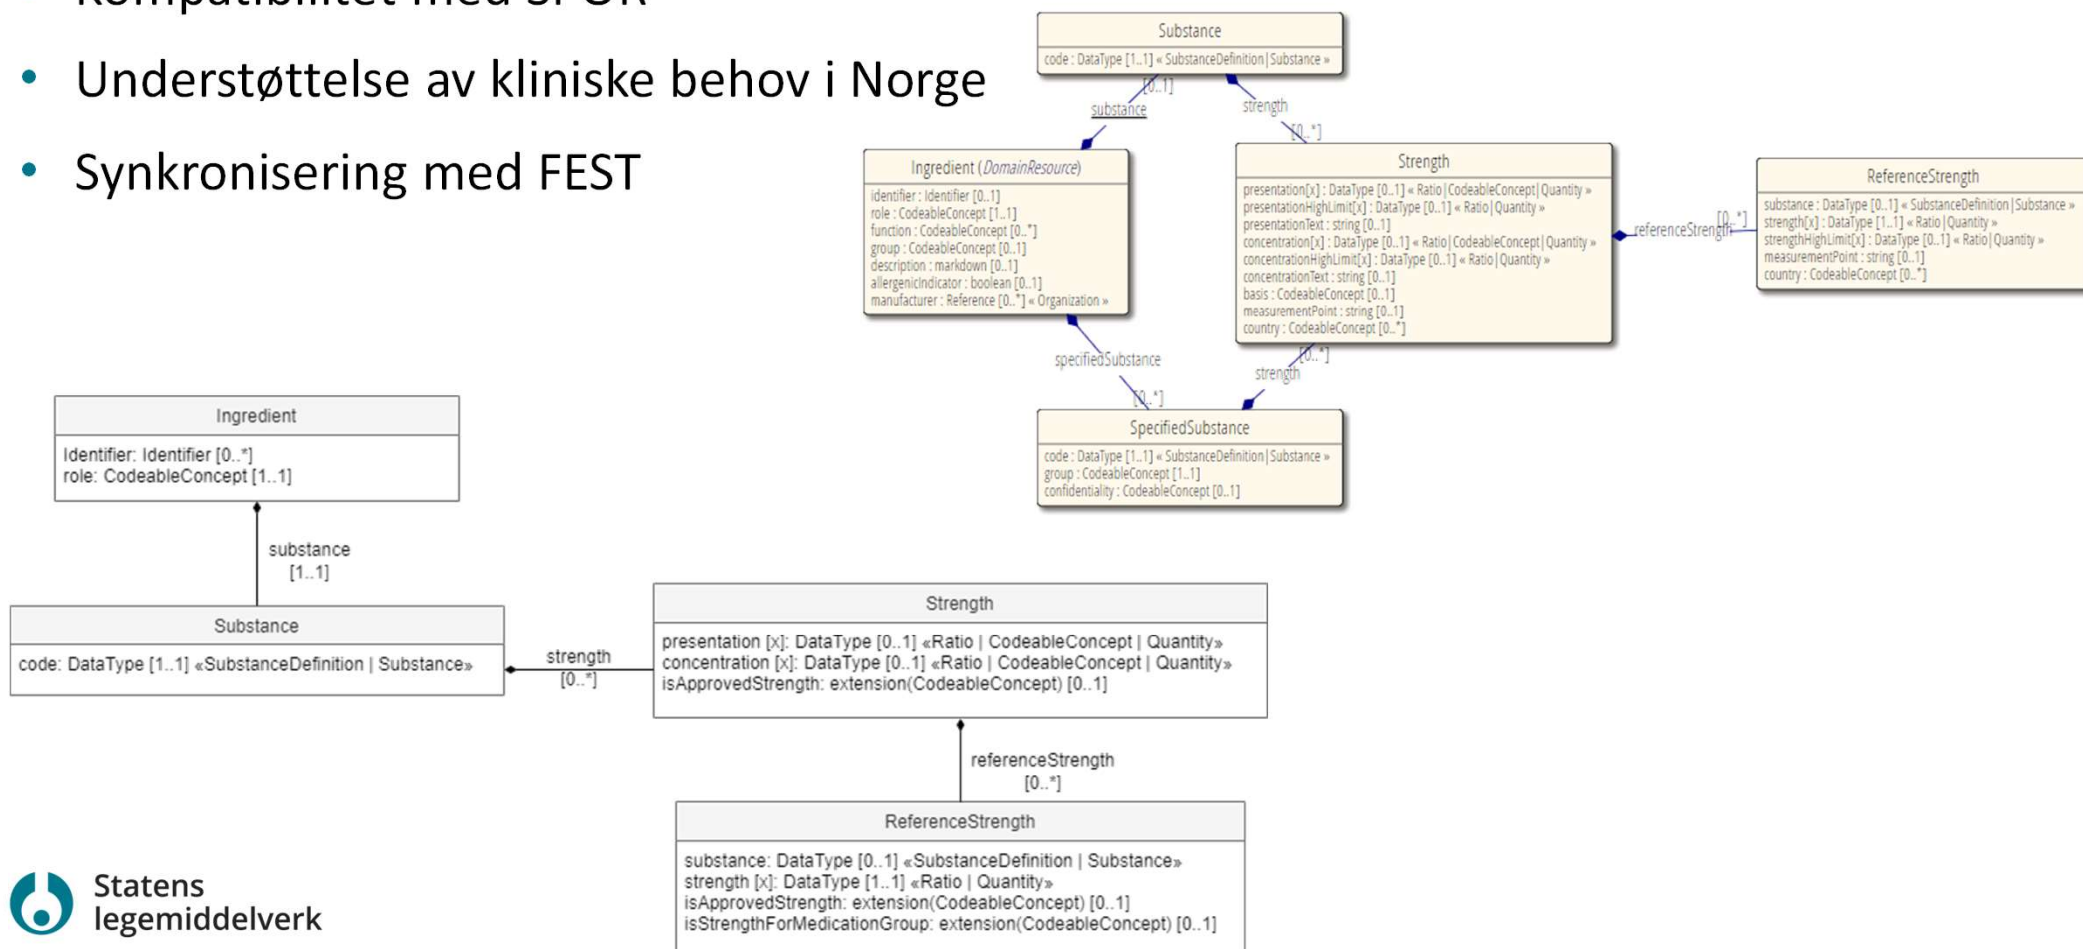 Kompatibilitet med SPOR
• Understøttelse av kliniske behov i Norge
• Synkronisering med FEST
Substance
code : DataType [1..1] « SubstanceDefinition|Substance »
[0..1]
substance
strength
[0..*]
Ingredient (DomainResource)
identifier : Identifier [0..1]
role : CodeableConcept [1..1]
function : CodeableConcept [0..*]
group : CodeableConcept [0..1]
description : markdown [0..1]
allergenicIndicator : boolean [0..1]
manufacturer : Reference [0..*] « Organization »
Strength
presentation[x] : DataType [0..1] « Ratio|CodeableConcept|Quantity »
presentationHighLimit[x] : DataType [0..1] « Ratio|Quantity »
presentationText : string [0..1]
concentration[x] : DataType [0..1] « Ratio|CodeableConcept|Quantity »
concentrationHighLimit[x] : DataType [0..1] « Ratio|Quantity »
concentrationText : string [0..1]
basis : CodeableConcept [0..1]
measurementPoint : string [0..1]
country : CodeableConcept [0..*]
referenceStrength
[0..*]
ReferenceStrength
substance : DataType [0..1] « SubstanceDefinition|Substance »
strength[x] : DataType [1..1] « Ratio|Quantity »
strengthHighLimit[x] : DataType [0..1] « Ratio|Quantity »
measurementPoint : string [0..1]
country : CodeableConcept [0..*]
specifiedSubstance
[0..*]
[0..*]
strength
SpecifiedSubstance
code : DataType [1..1] « SubstanceDefinition|Substance »
group : CodeableConcept [1..1]
confidentiality : CodeableConcept [0..1]
Ingredient
Identifier: Identifier [0..*]
role: CodeableConcept [1..1]
substance
[1..1]
Substance
code: DataType [1..1] «SubstanceDefinition | Substance»
strength
[0..*]
Strength
presentation [x]: DataType [0..1] «Ratio | CodeableConcept | Quantity»
concentration [x]: DataType [0..1] «Ratio | CodeableConcept | Quantity»
isApprovedStrength: extension(CodeableConcept) [0..1]
referenceStrength
[0..*]
ReferenceStrength
substance: DataType [0..1] «SubstanceDefinition | Substance»
strength [x]: DataType [1..1] «Ratio | Quantity»
isApprovedStrength: extension(CodeableConcept) [0..1]
isStrengthForMedicationGroup: extension(CodeableConcept) [0..1]
Statens
legemiddelverk